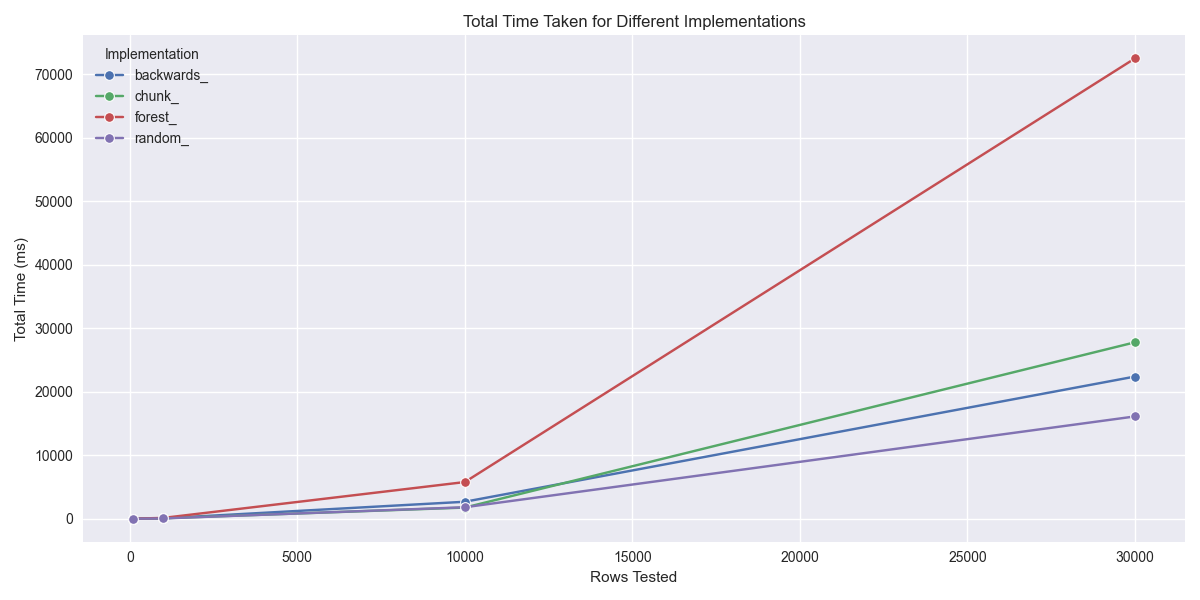 Total Time Taken for Different Implementations
Implementation
backwards_
chunk_
forest_
random_
Total Time (ms)
70000
60000
50000
40000
30000
20000
10000
0
0 5000 10000 15000 20000 25000 30000
Rows Tested